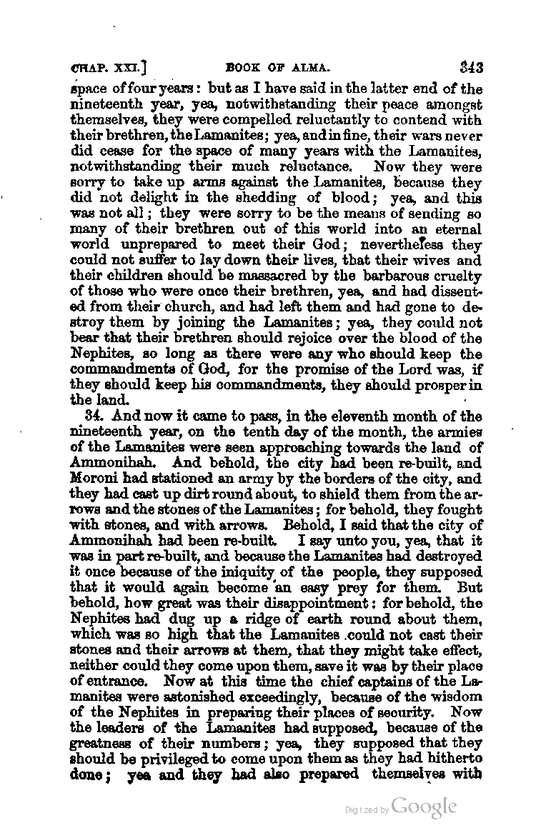 CHAP. XXI.] BOOK OF ALMA. 343
space of four years: but as I have said in the latter end of the
nineteenth year, yea, notwithstanding their peace amongst
themselves, they were compelled reluctantly to contend with
their brethren, the Lamanites; yea, and in fine, their wars never
did cease for the space of many years with the Lamanites,
notwithstanding their much reluctance. Now they were
sorry to take up arms against the Lamanites, because they
did not delight in the shedding of blood; yea, and this
was not all; they were sorry to be the means of sending so
many of their brethren out of this world into an eternal
world unprepared to meet their God; nevertheless they
could not suffer to lay down their lives, that their wives and
their children should be massacred by the barbarous cruelty
of those who were once their brethren, yea, and had dissent-
ed from their church, and had left them and had gone to de-
stroy them by joining the Lamanites; yea, they could not
bear that their brethren should rejoice over the blood of the
Nephites, so long as there were any who should keep the
commandments of God, for the promise of the Lord was, if
they should keep his commandments, they should prosper in
the land.
34. And now it came to pass, in the eleventh month of the
nineteenth year, on the tenth day of the month, the armies
of the Lamanites were seen approaching towards the land of
Ammonihah. And behold, the city had been re-built, and
Moroni had stationed an army by the borders of the city, and
they had cast up dirt round about, to shield them from the ar-
rows and the stones of the Lamanites; for behold, they fought
with stones, and with arrows. Behold, I said that the city of
Ammonihah had been re-built. I say unto you, yea, that it
was in part re-built, and because the Lamanites had destroyed
it once because of the iniquity of the people, they supposed
that it would again become an easy prey for them. But
behold, how great was their disappointment: for behold, the
Nephites had dug up a ridge of earth round about them,
which was so high that the Lamanites could not cast their
stones and their arrows at them, that they might take effect,
neither could they come upon them, save it was by their place
of entrance. Now at this time the chief captains of the La-
manites were astonished exceedingly, because of the wisdom
of the Nephites in preparing their places of security. Now
the leaders of the Lamanites had supposed, because of the
greatness of their numbers; yea, they supposed that they
should be privileged to come upon them as they had hitherto
done; yea and they had also prepared themselves with
Digitized by Google